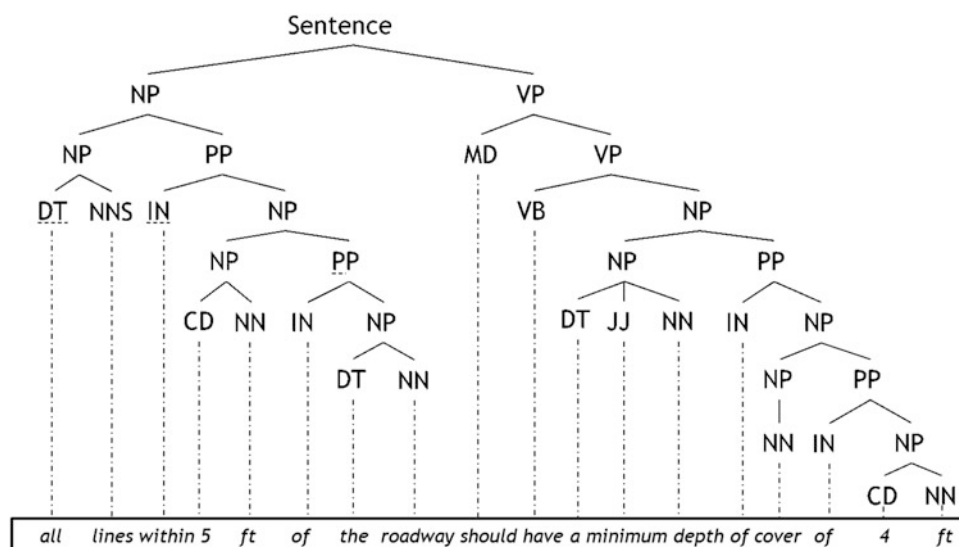 Sentence
NP VP
NP PP MD VP
DT NNS IN NP VB NP
NP PP NP PP
CD NN IN NP DT JJ NN IN NP
DT NN NP PP
NN IN NP
CD NN
all lines within 5 ft of the roadway should have a minimum depth of cover of 4 ft